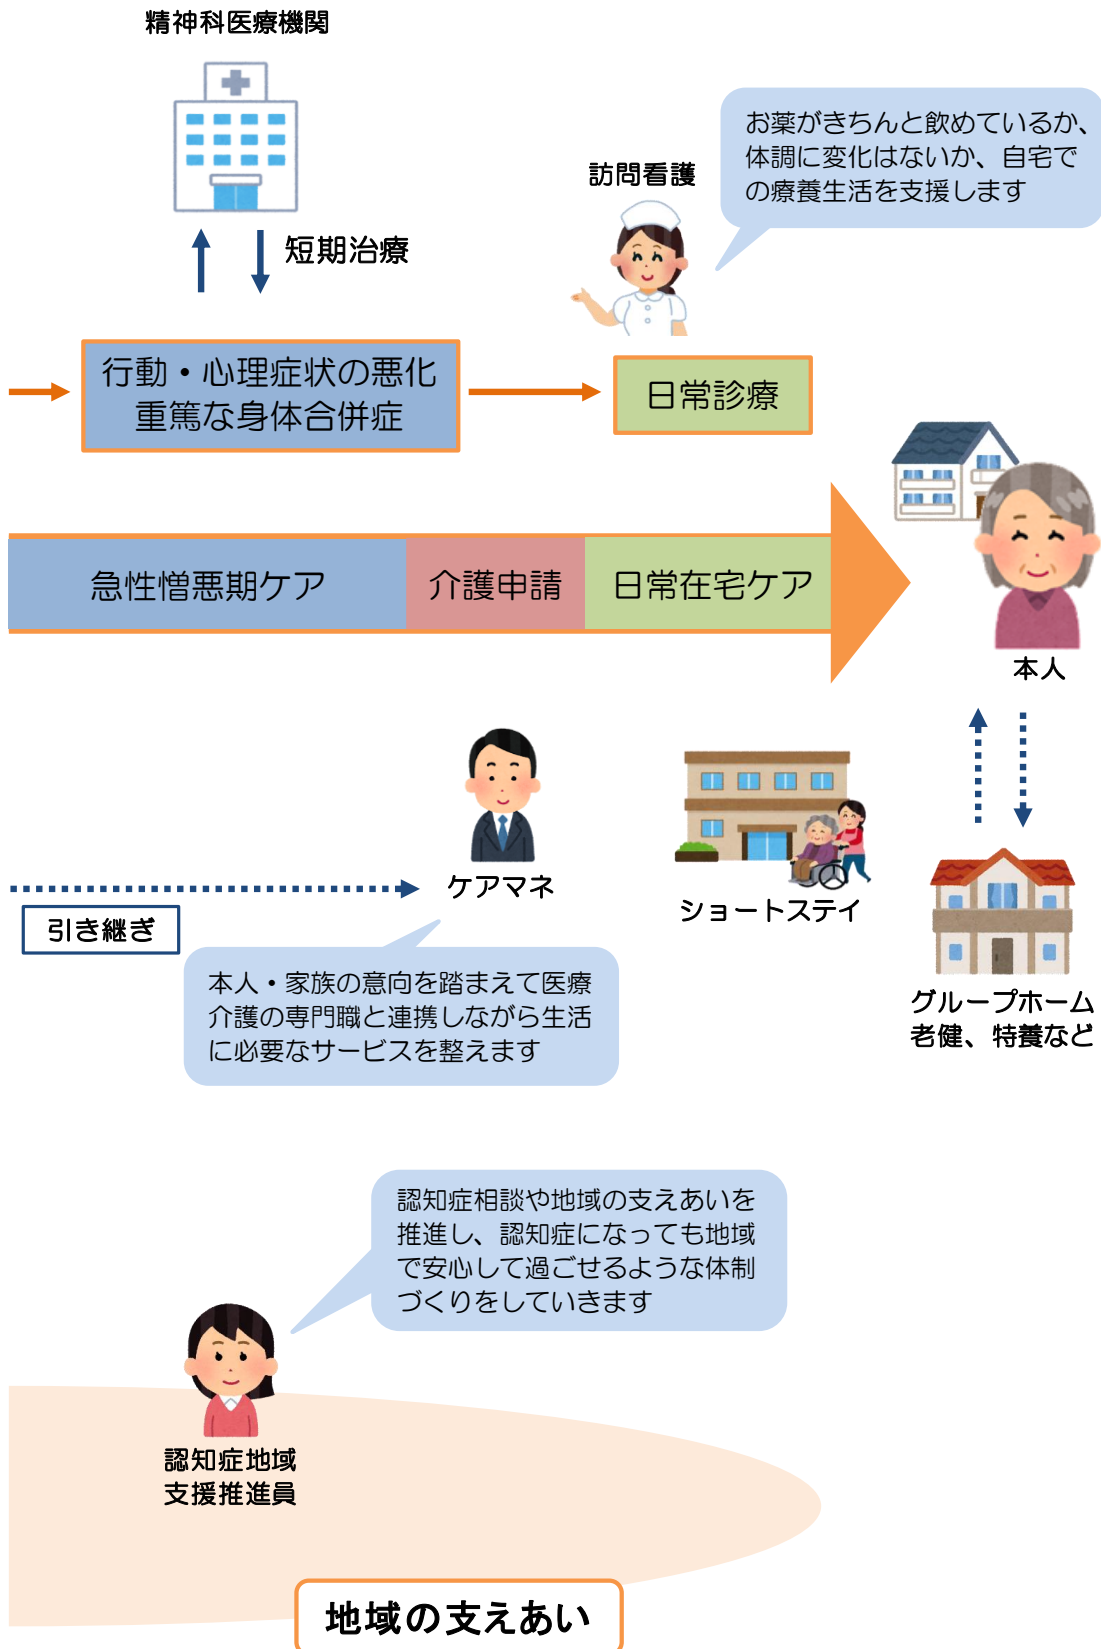 精神科医療機関
お薬がきちんと飲めているか、
体調に変化はないか、自宅で
の療養生活を支援します
訪問看護
短期治療
行動・心理症状の悪化
重篤な身体合併症
日常診療
急性憎悪期ケア
介護申請
日常在宅ケア
本人
ケアマネ
ショートステイ
引き継ぎ
本人・家族の意向を踏まえて医療
介護の専門職と連携しながら生活
に必要なサービスを整えます
グループホーム
老健、特養など
認知症相談や地域の支えあいを
推進し、認知症になっても地域
で安心して過ごせるような体制
づくりをしていきます
認知症地域
支援推進員
地域の支えあい